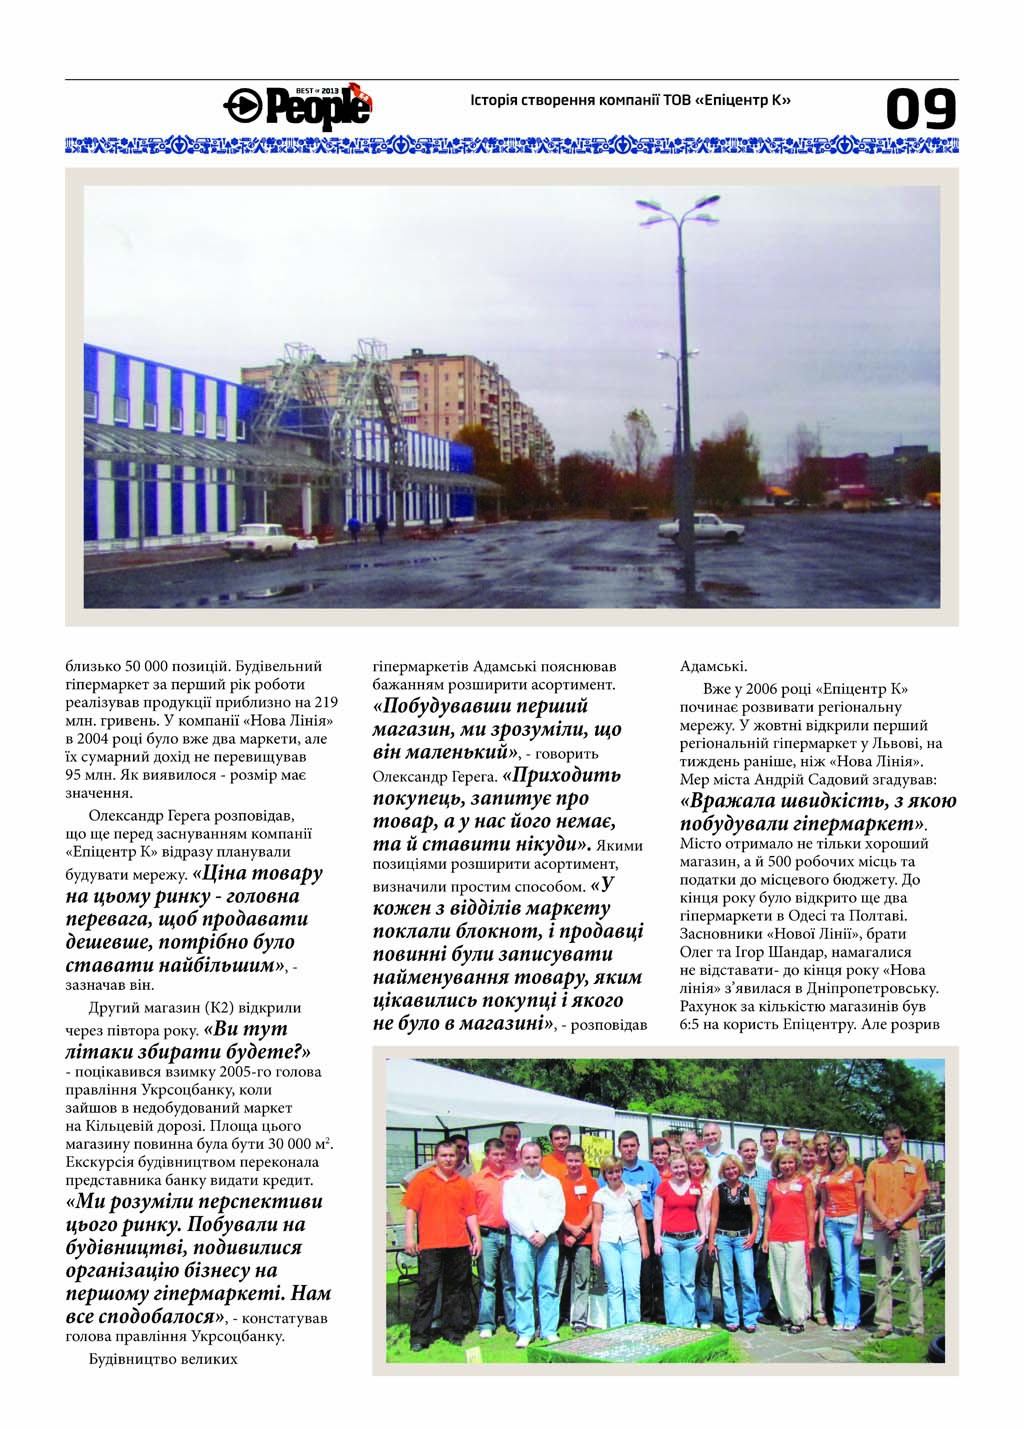 BEST OF 2013
People
Історія створення компанії ТОВ «Епіцентр К»
09
близько 50 000 позицій. Будівельний
гіпермаркет за перший рік роботи
реалізував продукції приблизно на 219
млн. гривень. У компанії «Нова Лінія»
в 2004 році було вже два маркети, але
їх сумарний дохід не перевищував
95 млн. Як виявилося - розмір має
значення.
Олександр Герега розповідав,
що ще перед заснуванням компанії
«Епіцентр К» відразу планували
будувати мережу. «Ціна товару
на цьому ринку - головна
перевага, щоб продавати
дешевше, потрібно було
ставати найбільшим», -
зазначав він.
Другий магазин (К2) відкрили
через півтора року. «Ви тут
літаки збирати будете?»
- поцікавився взимку 2005-го голова
правління Укрсоцбанку, коли
зайшов в недобудований маркет
на Кільцевій дорозі. Площа цього
магазину повинна була бути 30 000 м².
Екскурсія будівництвом переконала
представника банку видати кредит.
«Ми розуміли перспективи
цього ринку. Побували на
будівництві, подивилися
організацію бізнесу на
першому гіпермаркеті. Нам
все сподобалося», - констатував
голова правління Укрсоцбанку.
Будівництво великих
гіпермаркетів Адамські пояснював
бажанням розширити асортимент.
«Побудувавши перший
магазин, ми зрозуміли, що
він маленький», - говорить
Олександр Герега. «Приходить
покупець, запитує про
товар, а у нас його немає,
та й ставити нікуди». Якими
позиціями розширити асортимент,
визначили простим способом. «У
кожен з відділів маркету
поклали блокнот, і продавці
повинні були записувати
найменування товару, яким
цікавились покупці і якого
не було в магазині», - розповідав
Адамські.
Вже у 2006 році «Епіцентр К»
починає розвивати регіональну
мережу. У жовтні відкрили перший
регіональній гіпермаркет у Львові, на
тиждень раніше, ніж «Нова Лінія».
Мер міста Андрій Садовий згадував:
«Вражала швидкість, з якою
побудували гіпермаркет».
Місто отримало не тільки хороший
магазин, а й 500 робочих місць та
податки до місцевого бюджету. До
кінця року було відкрито ще два
гіпермаркети в Одесі та Полтаві.
Засновники «Нової Лінії», брати
Олег та Ігор Шандар, намагалися
не відставати- до кінця року «Нова
лінія» з’явилася в Дніпропетровську.
Рахунок за кількістю магазинів був
6:5 на користь Епіцентру. Але розрив